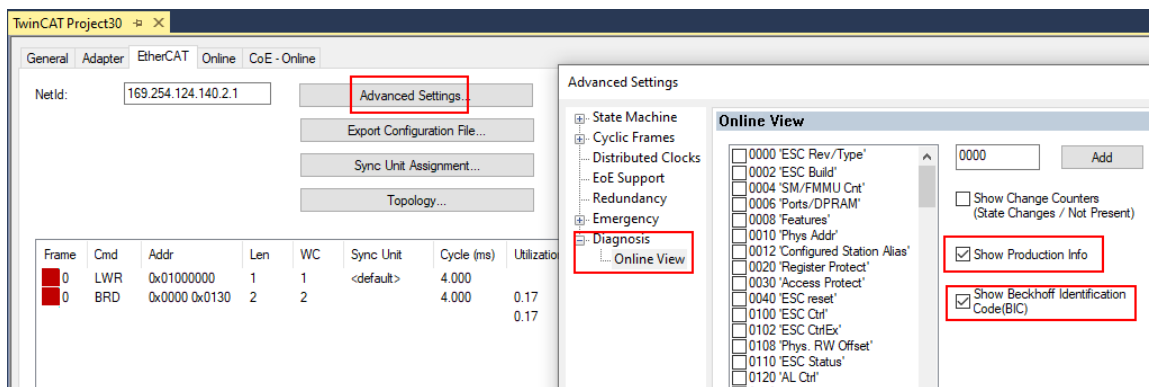 TwinCAT Project30
General Adapter EtherCAT Online CoE - Online
NetId: 169.254.124.140.2.1
Advanced Settings...
Export Configuration File...
Sync Unit Assignment...
Topology...
Frame Cmd Addr Len WC Sync Unit Cycle (ms) Utilizatio
0 LWR 0x01000000 1 1 <default> 4.000
0 BRD 0x0000 0x0130 2 2 4.000 0.17
0.17
Advanced Settings
State Machine
Cyclic Frames
Distributed Clocks
EoE Support
Redundancy
Emergency
Diagnosis
Online View
Online View
0000 'ESC Rev/Type'
0002 'ESC Build'
0004 'SM/FMMU Cnt'
0006 'Ports/DPRAM'
0008 'Features'
0010 'Phys Addr'
0012 'Configured Station Alias'
0020 'Register Protect'
0030 'Access Protect'
0040 'ESC reset'
0100 'ESC Ctrl'
0102 'ESC CtrlEx'
0108 'Phys. RW Offset'
0110 'ESC Status'
0120 'AL Ctrl'
0000 Add
Show Change Counters
(State Changes / Not Present)
Show Production Info
Show Beckhoff Identification
Code(BIC)